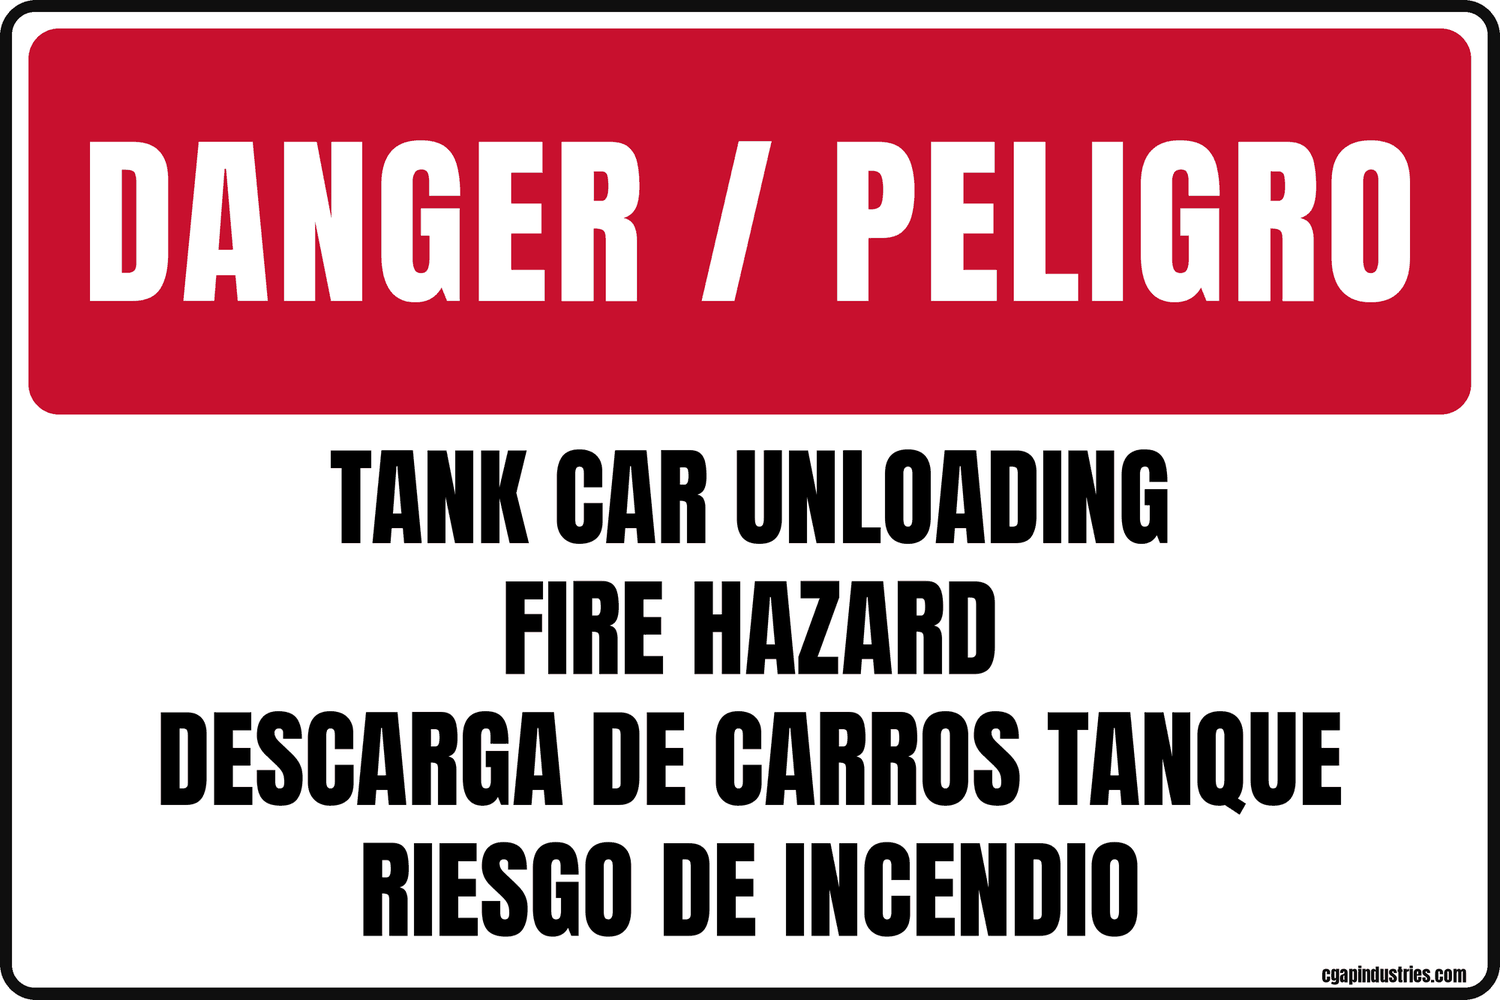 DANGER / PELIGRO
TANK CAR UNLOADING
FIRE HAZARD
DESCARGA DE CARROS TANQUE
RIESGO DE INCENDIO
cgapindustries.com